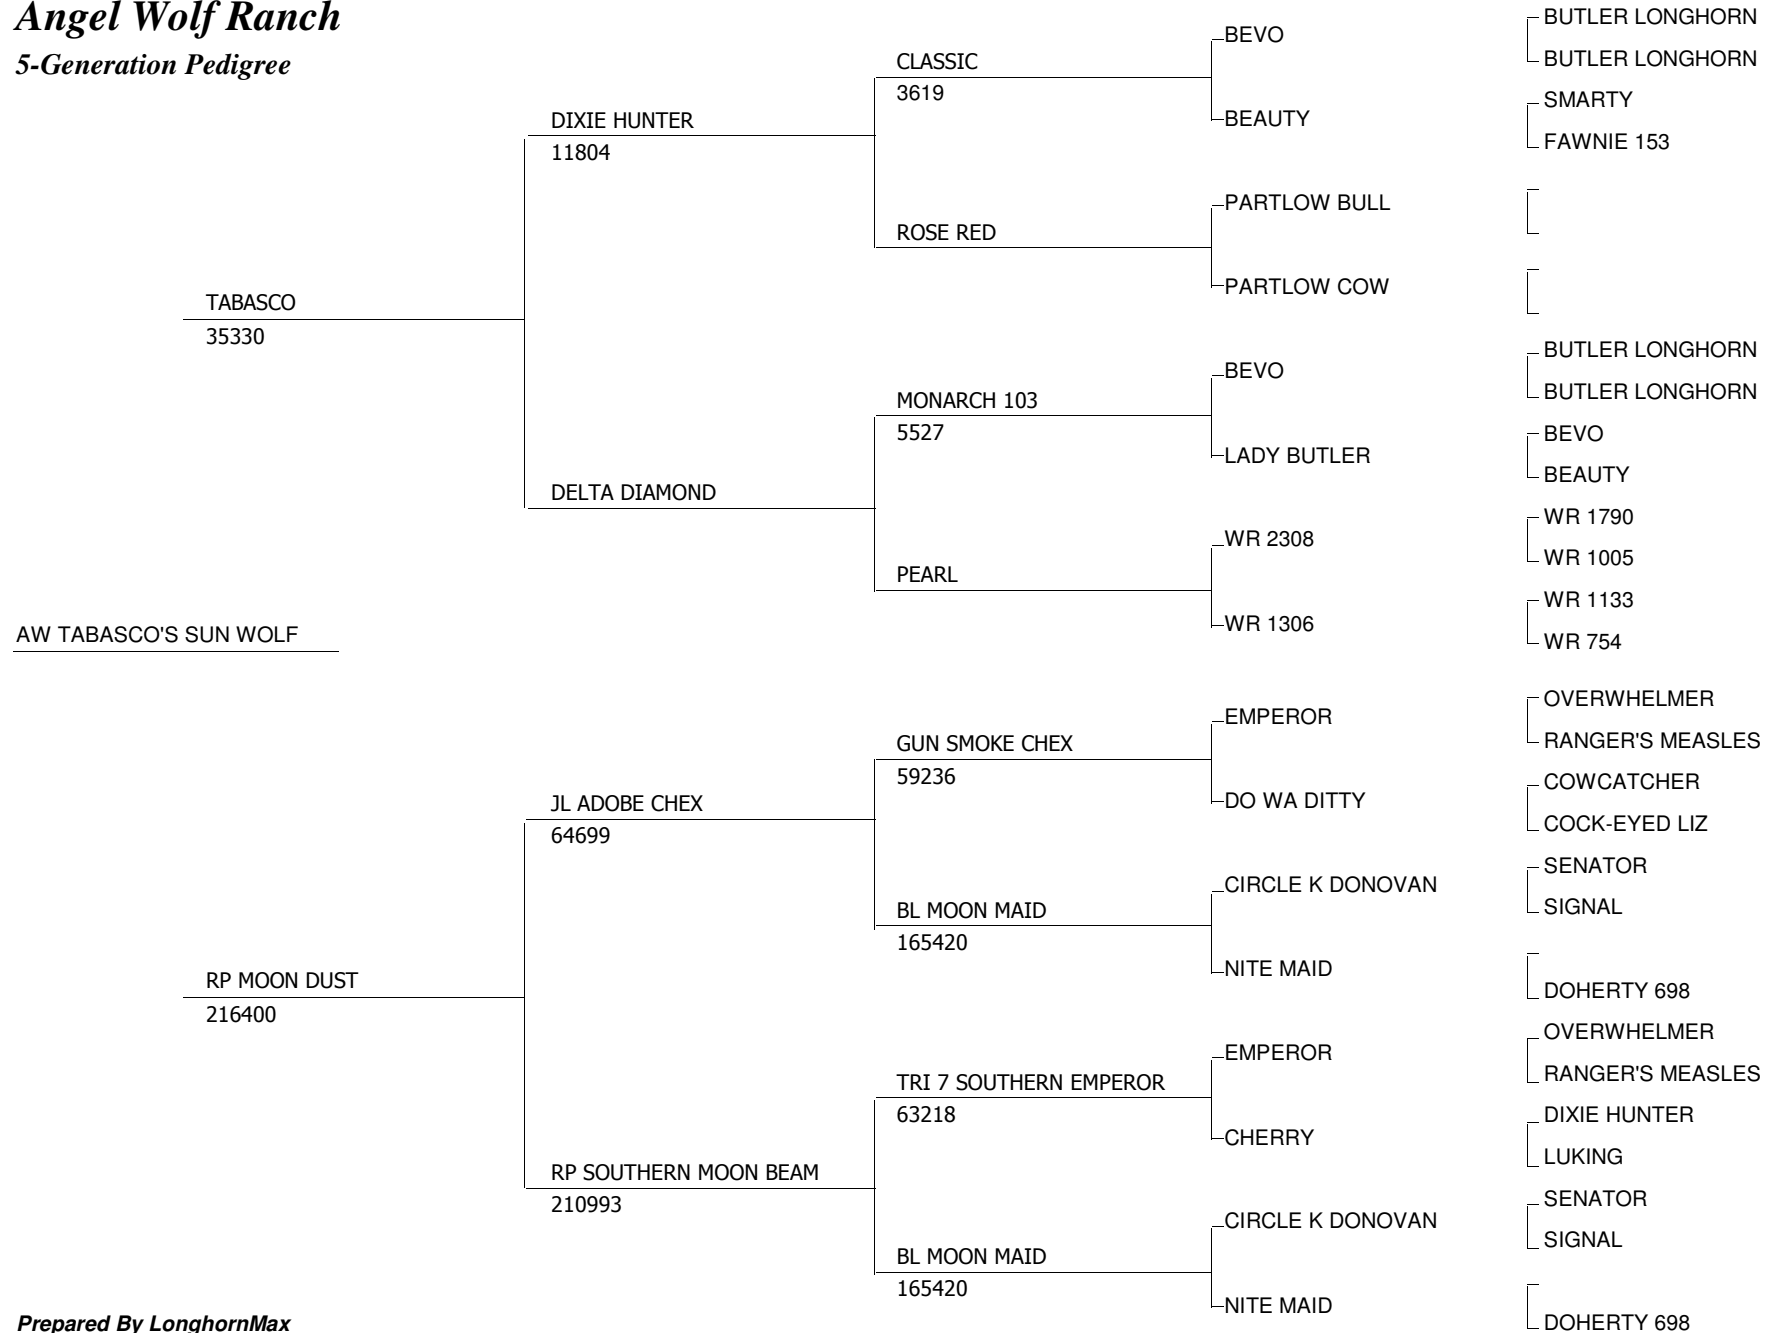 Angel Wolf Ranch
5-Generation Pedigree
AW TABASCO'S SUN WOLF
TABASCO
35330
RP MOON DUST
216400
DIXIE HUNTER
11804
DELTA DIAMOND
JL ADOBE CHEX
64699
RP SOUTHERN MOON BEAM
210993
CLASSIC
3619
ROSE RED
MONARCH 103
5527
PEARL
GUN SMOKE CHEX
59236
BL MOON MAID
165420
TRI 7 SOUTHERN EMPEROR
63218
BL MOON MAID
165420
BEVO
BEAUTY
PARTLOW BULL
PARTLOW COW
BEVO
LADY BUTLER
WR 2308
WR 1306
EMPEROR
DO WA DITTY
CIRCLE K DONOVAN
NITE MAID
EMPEROR
CHERRY
CIRCLE K DONOVAN
NITE MAID
BUTLER LONGHORN
BUTLER LONGHORN
SMARTY
FAWNIE 153
BUTLER LONGHORN
BUTLER LONGHORN
BEVO
BEAUTY
WR 1790
WR 1005
WR 1133
WR 754
OVERWHELMER
RANGER'S MEASLES
COWCATCHER
COCK-EYED LIZ
SENATOR
SIGNAL
DOHERTY 698
OVERWHELMER
RANGER'S MEASLES
DIXIE HUNTER
LUKING
SENATOR
SIGNAL
DOHERTY 698
Prepared By LonghornMax